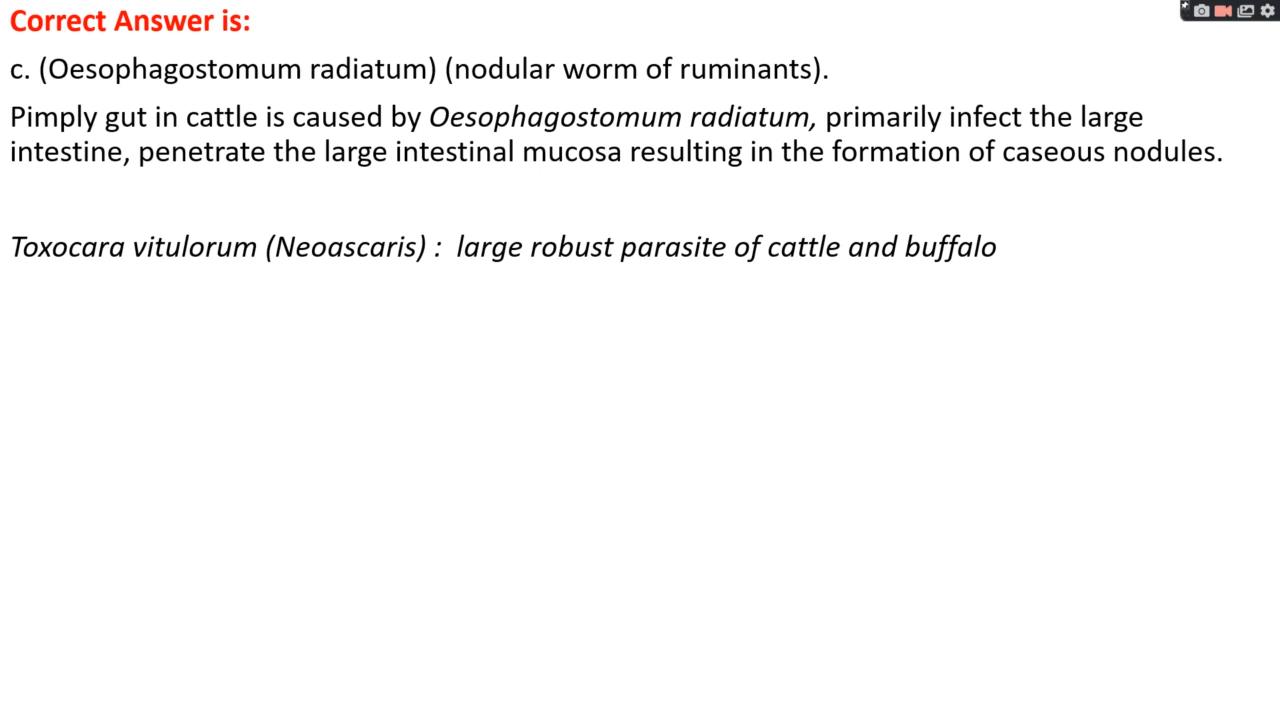 Correct Answer is:
c. (Oesophagostomum radiatum) (nodular worm of ruminants).
Pimply gut in cattle is caused by Oesophagostomum radiatum, primarily infect the large
intestine, penetrate the large intestinal mucosa resulting in the formation of caseous nodules.
Toxocara vitulorum (Neoascaris) : large robust parasite of cattle and buffalo